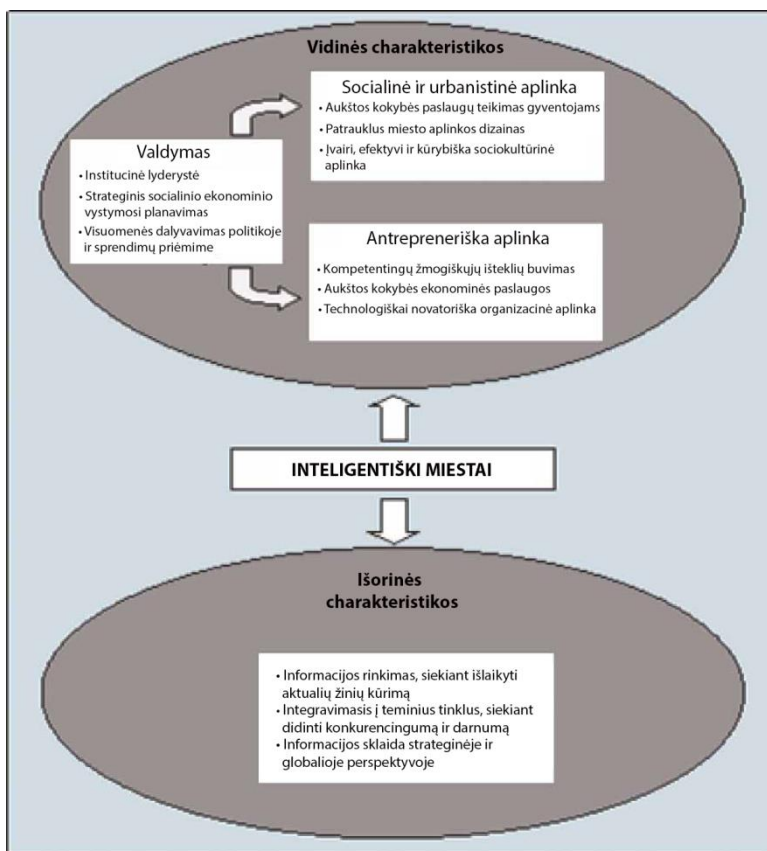 Vidinės charakteristikos
Socialinė ir urbanistinė aplinka
• Aukštos kokybės paslaugų teikimas gyventojams
• Patrauklus miesto aplinkos dizainas
• Įvairi, efektyvi ir kūrybiška sociokultūrinė
aplinka
Valdymas
• Institucinė lyderystė
• Strateginis socialinio ekonominio
vystymosi planavimas
• Visuomenės dalyvavimas politikoje
ir sprendimų priėmime
Antrepreneriška aplinka
• Kompetentingų žmogiškųjų išteklių buvimas
• Aukštos kokybės ekonominės paslaugos
• Technologiškai novatoriška organizacinė aplinka
INTELIGENTIŠKI MIESTAI
Išorinės
charakteristikos
• Informacijos rinkimas, siekiant išlaikyti
aktualių žinių kūrimą
• Integravimasis į teminius tinklus, siekiant
didinti konkurencingumą ir darnumą
• Informacijos sklaida strateginėje ir
globalioje perspektyvoje